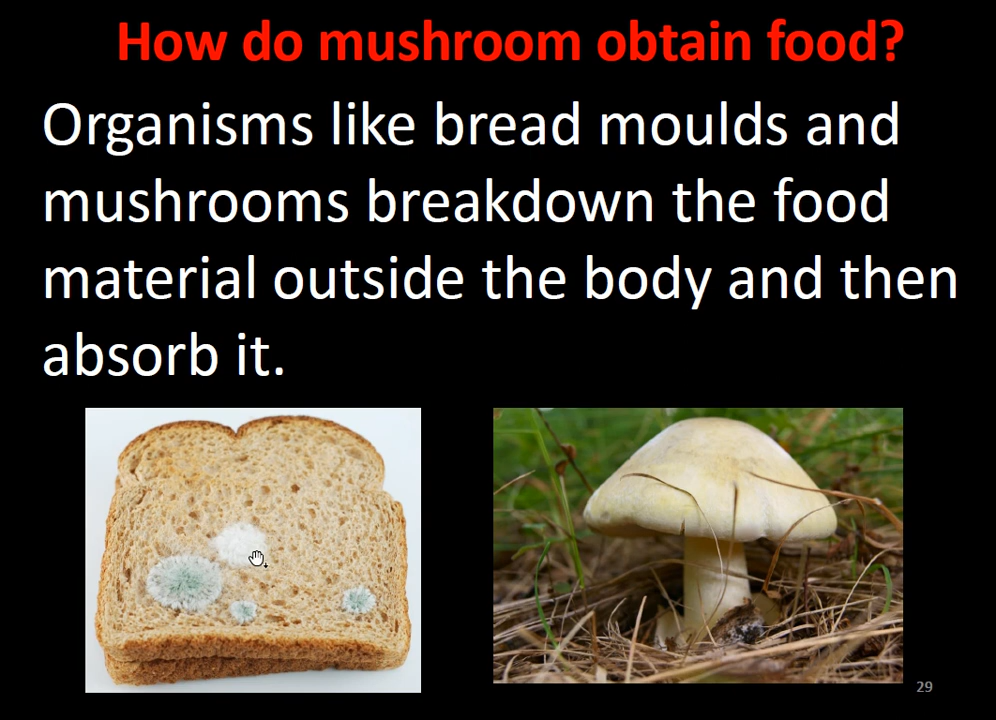 How do mushroom obtain food?
Organisms like bread moulds and
mushrooms breakdown the food
material outside the body and then
absorb it.
29